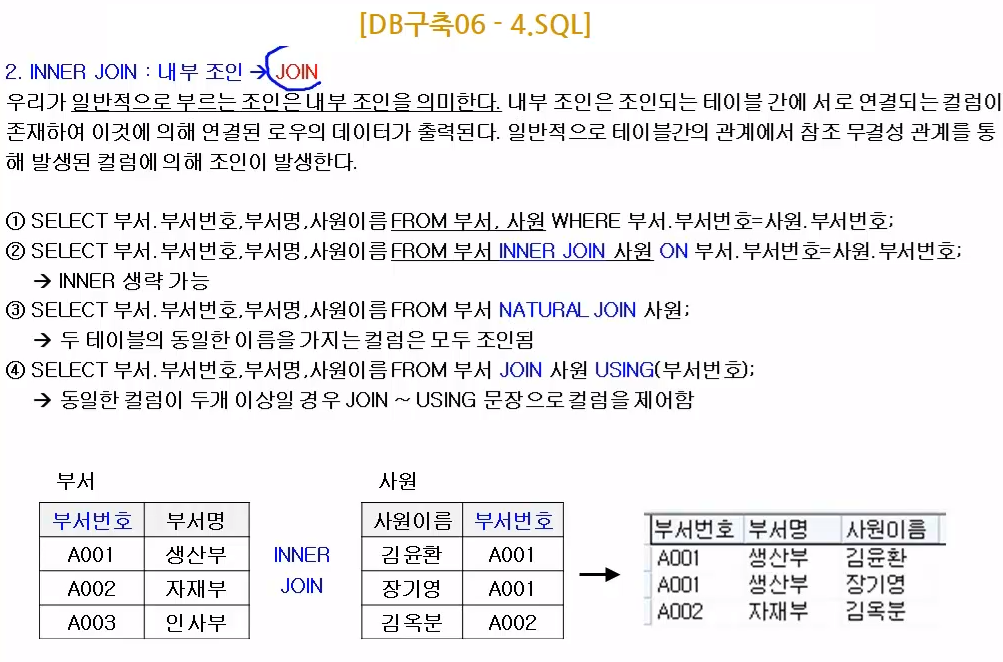 [DB구축06 - 4.SQL]
2. INNER JOIN : 내부 조인 → JOIN
우리가 일반적으로 부르는 조인은 내부 조인을 의미한다. 내부 조인은 조인되는 테이블 간에 서로 연결되는 컬럼이
존재하여 이것에 의해 연결된 로우의 데이터가 출력된다. 일반적으로 테이블간의 관계에서 참조 무결성 관계를 통
해 발생된 컬럼에 의해 조인이 발생한다.
① SELECT 부서.부서번호,부서명,사원이름 FROM 부서, 사원 WHERE 부서.부서번호=사원.부서번호;
② SELECT 부서.부서번호,부서명,사원이름 FROM 부서 INNER JOIN 사원 ON 부서.부서번호=사원.부서번호;
→ INNER 생략 가능
③ SELECT 부서.부서번호,부서명,사원이름 FROM 부서 NATURAL JOIN 사원;
→ 두 테이블의 동일한 이름을 가지는 컬럼은 모두 조인됨
④ SELECT 부서.부서번호,부서명,사원이름 FROM 부서 JOIN 사원 USING(부서번호);
→ 동일한 컬럼이 두개 이상일 경우 JOIN ~ USING 문장으로 컬럼을 제어함
부서
부서번호 부서명
A001 생산부
A002 자재부
A003 인사부
INNER
JOIN
사원
사원이름 부서번호
김윤환 A001
장기영 A001
김옥분 A002
→
부서번호 부서명 사원이름
A001 생산부 김윤환
A001 생산부 장기영
A002 자재부 김옥분